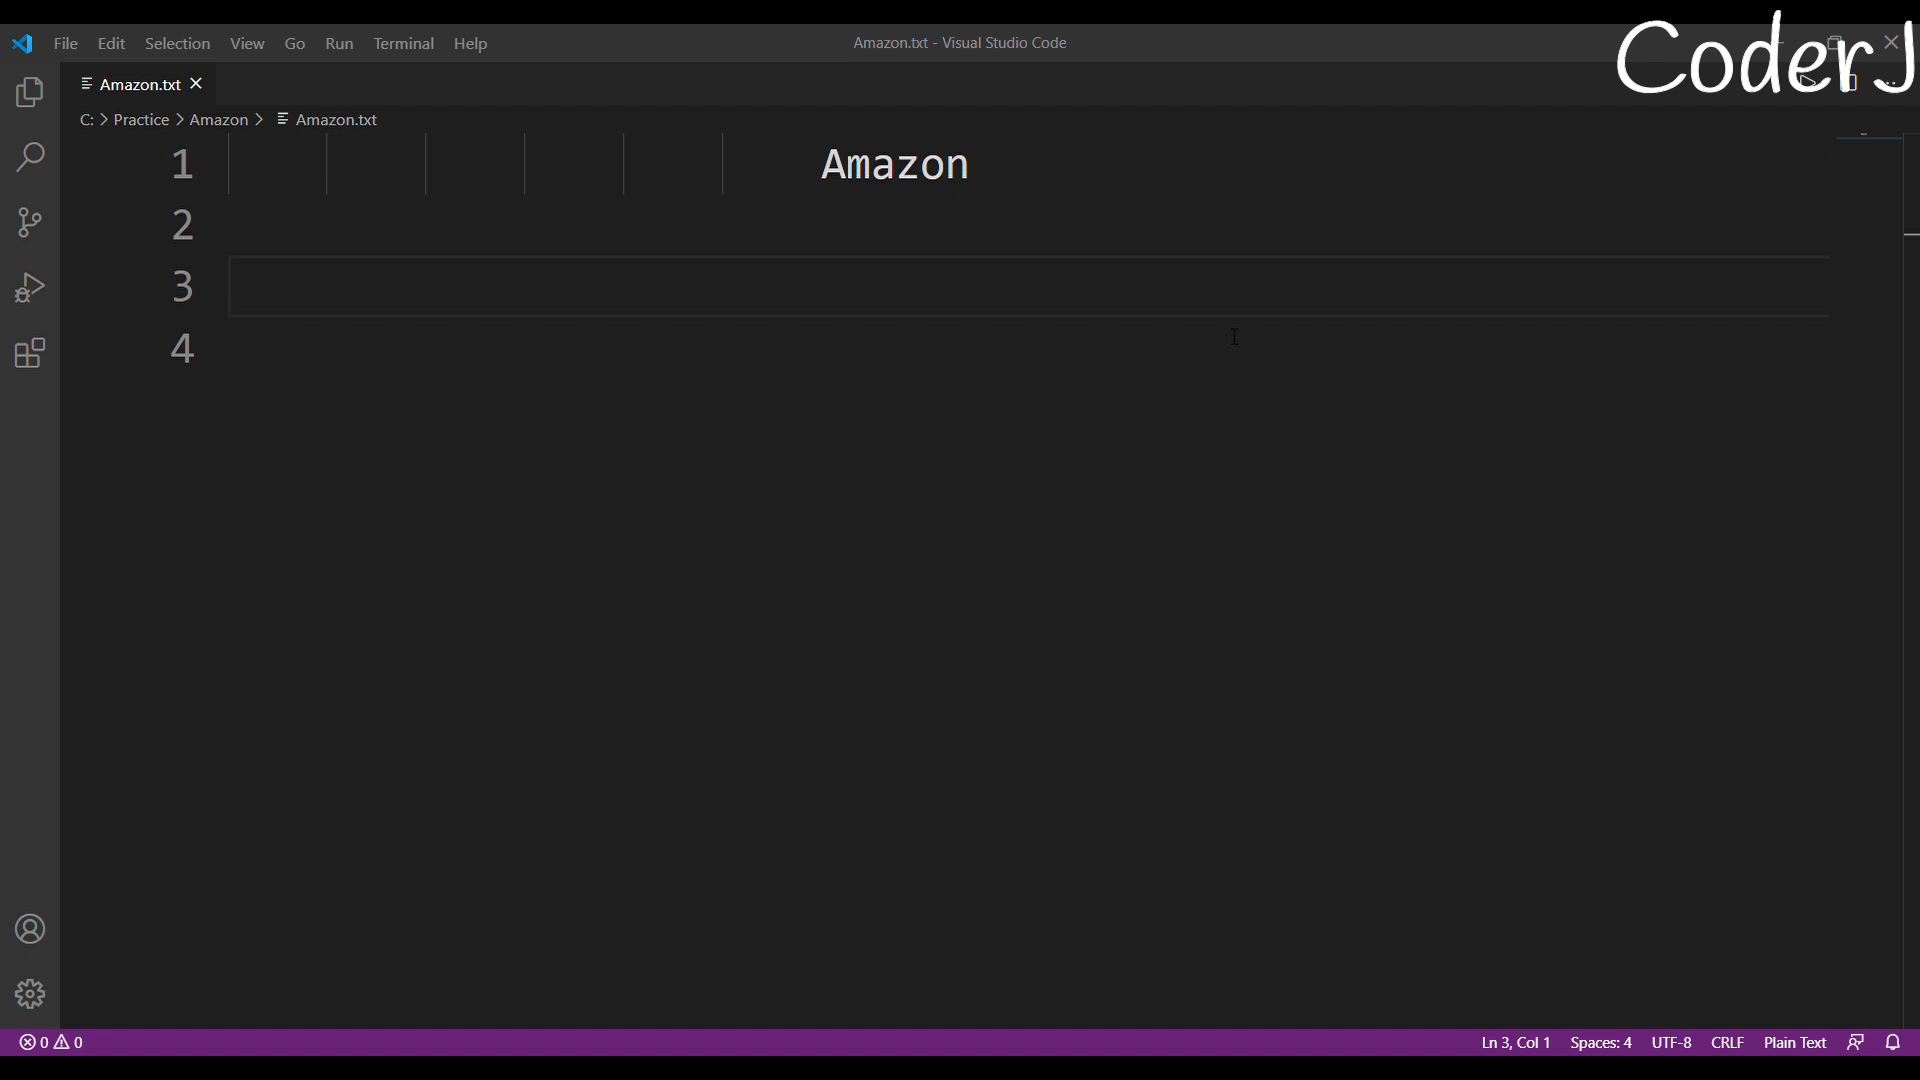 CoderJ
File Edit Selection View Go Run Terminal Help
Amazon.txt - Visual Studio Code
Amazon.txt
C: > Practice > Amazon > Amazon.txt
1 Amazon
2
3
4
0 0
Ln 3, Col 1 Spaces: 4 UTF-8 CRLF Plain Text